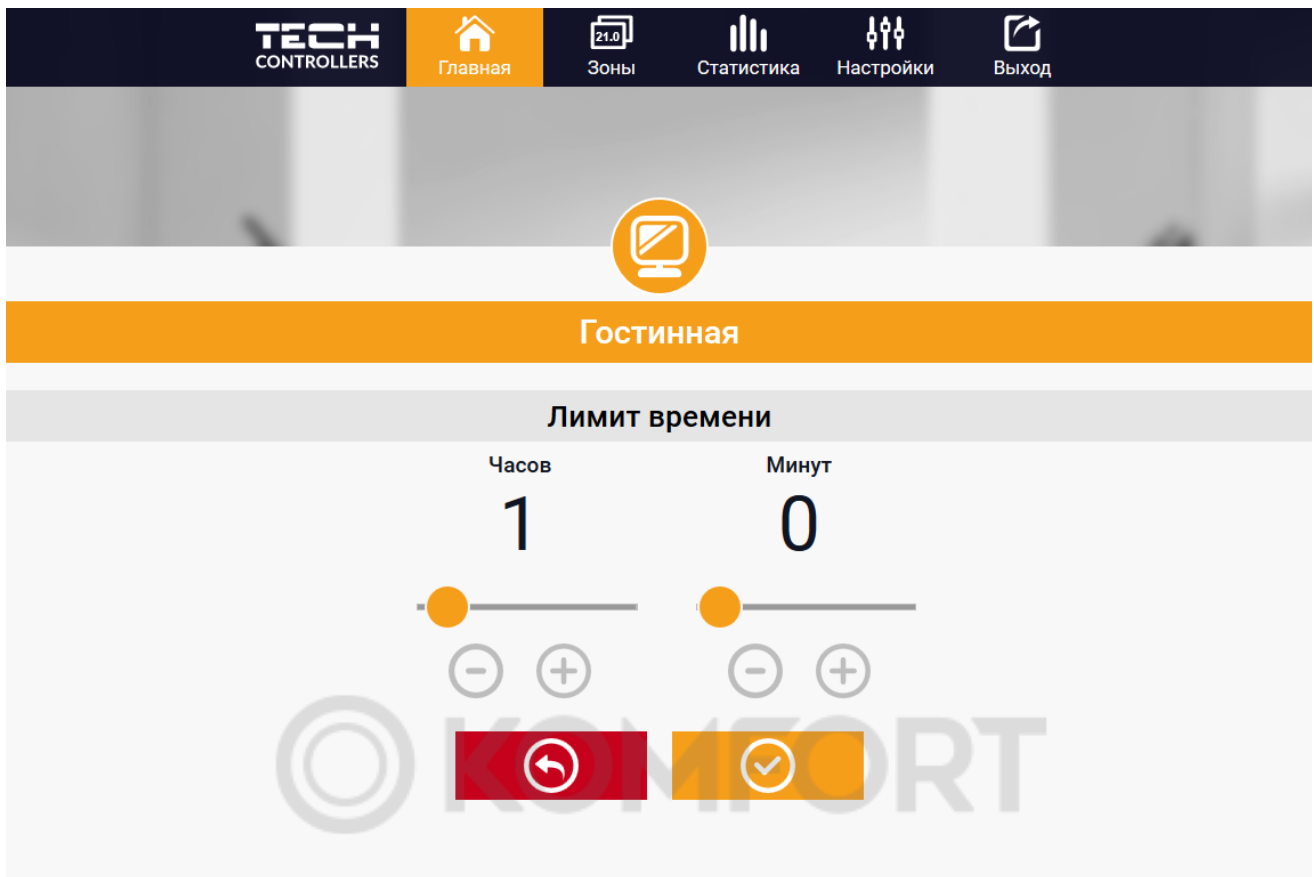 TECH
CONTROLLERS
Главная
21.0
Зоны
Статистика
Настройки
Выход
Гостинная
Лимит времени
Часов
Минут
1
0
KOMFORT